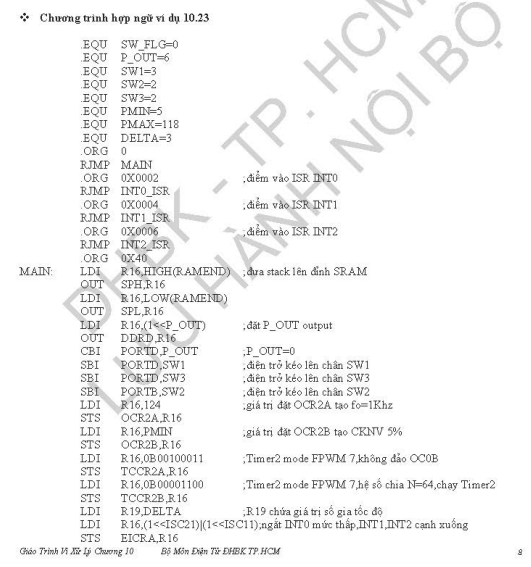 ❖ Chương trình hợp ngữ ví dụ 10.23
.EQU SW_FLG=0
.EQU P_OUT=6
.EQU SW1=3
.EQU SW2=2
.EQU SW3=2
.EQU PMIN=5
.EQU PMAX=118
.EQU DELTA=3
.ORG 0
RJMP MAIN
.ORG 0X0002 ;điểm vào ISR INT0
RJMP INT0_ISR
.ORG 0X0004 ;điểm vào ISR INT1
RJMP INT1_ISR
.ORG 0X0006 ;điểm vào ISR INT2
RJMP INT2_ISR
.ORG 0X40
MAIN: LDI R16,HIGH(RAMEND) ;đưa stack lên đỉnh SRAM
OUT SPH,R16
LDI R16,LOW(RAMEND)
OUT SPL,R16
LDI R16,(1<<P_OUT) ;đặt P_OUT output
OUT DDRD,R16
CBI PORTD,P_OUT ;P_OUT=0
SBI PORTD,SW1 ;điện trở kéo lên chân SW1
SBI PORTD,SW3 ;điện trở kéo lên chân SW3
SBI PORTB,SW2 ;điện trở kéo lên chân SW2
LDI R16,124 ;giá trị đặt OCR2A tạo fo=1Khz
STS OCR2A,R16
LDI R16,PMIN ;giá trị đặt OCR2B tạo CKNV 5%
STS OCR2B,R16
LDI R16,0B00100011 ;Timer2 mode FPWM 7,không đảo OC0B
STS TCCR2A,R16
LDI R16,0B00001100 ;Timer2 mode FPWM 7,hệ số chia N=64,chạy Timer2
STS TCCR2B,R16
LDI R19,DELTA ;R19 chứa giá trị số gia tốc độ
LDI R16,(1<<ISC21)|(1<<ISC11);ngắt INT0 mức thấp,INT1,INT2 cạnh xuống
STS EICRA,R16
Giáo Trình Vi Xử Lý Chương 10 Bộ Môn Điện Tử ĐHBK TP.HCM 8
ĐHBK - TP. HCM
LƯU HÀNH NỘI BỘ